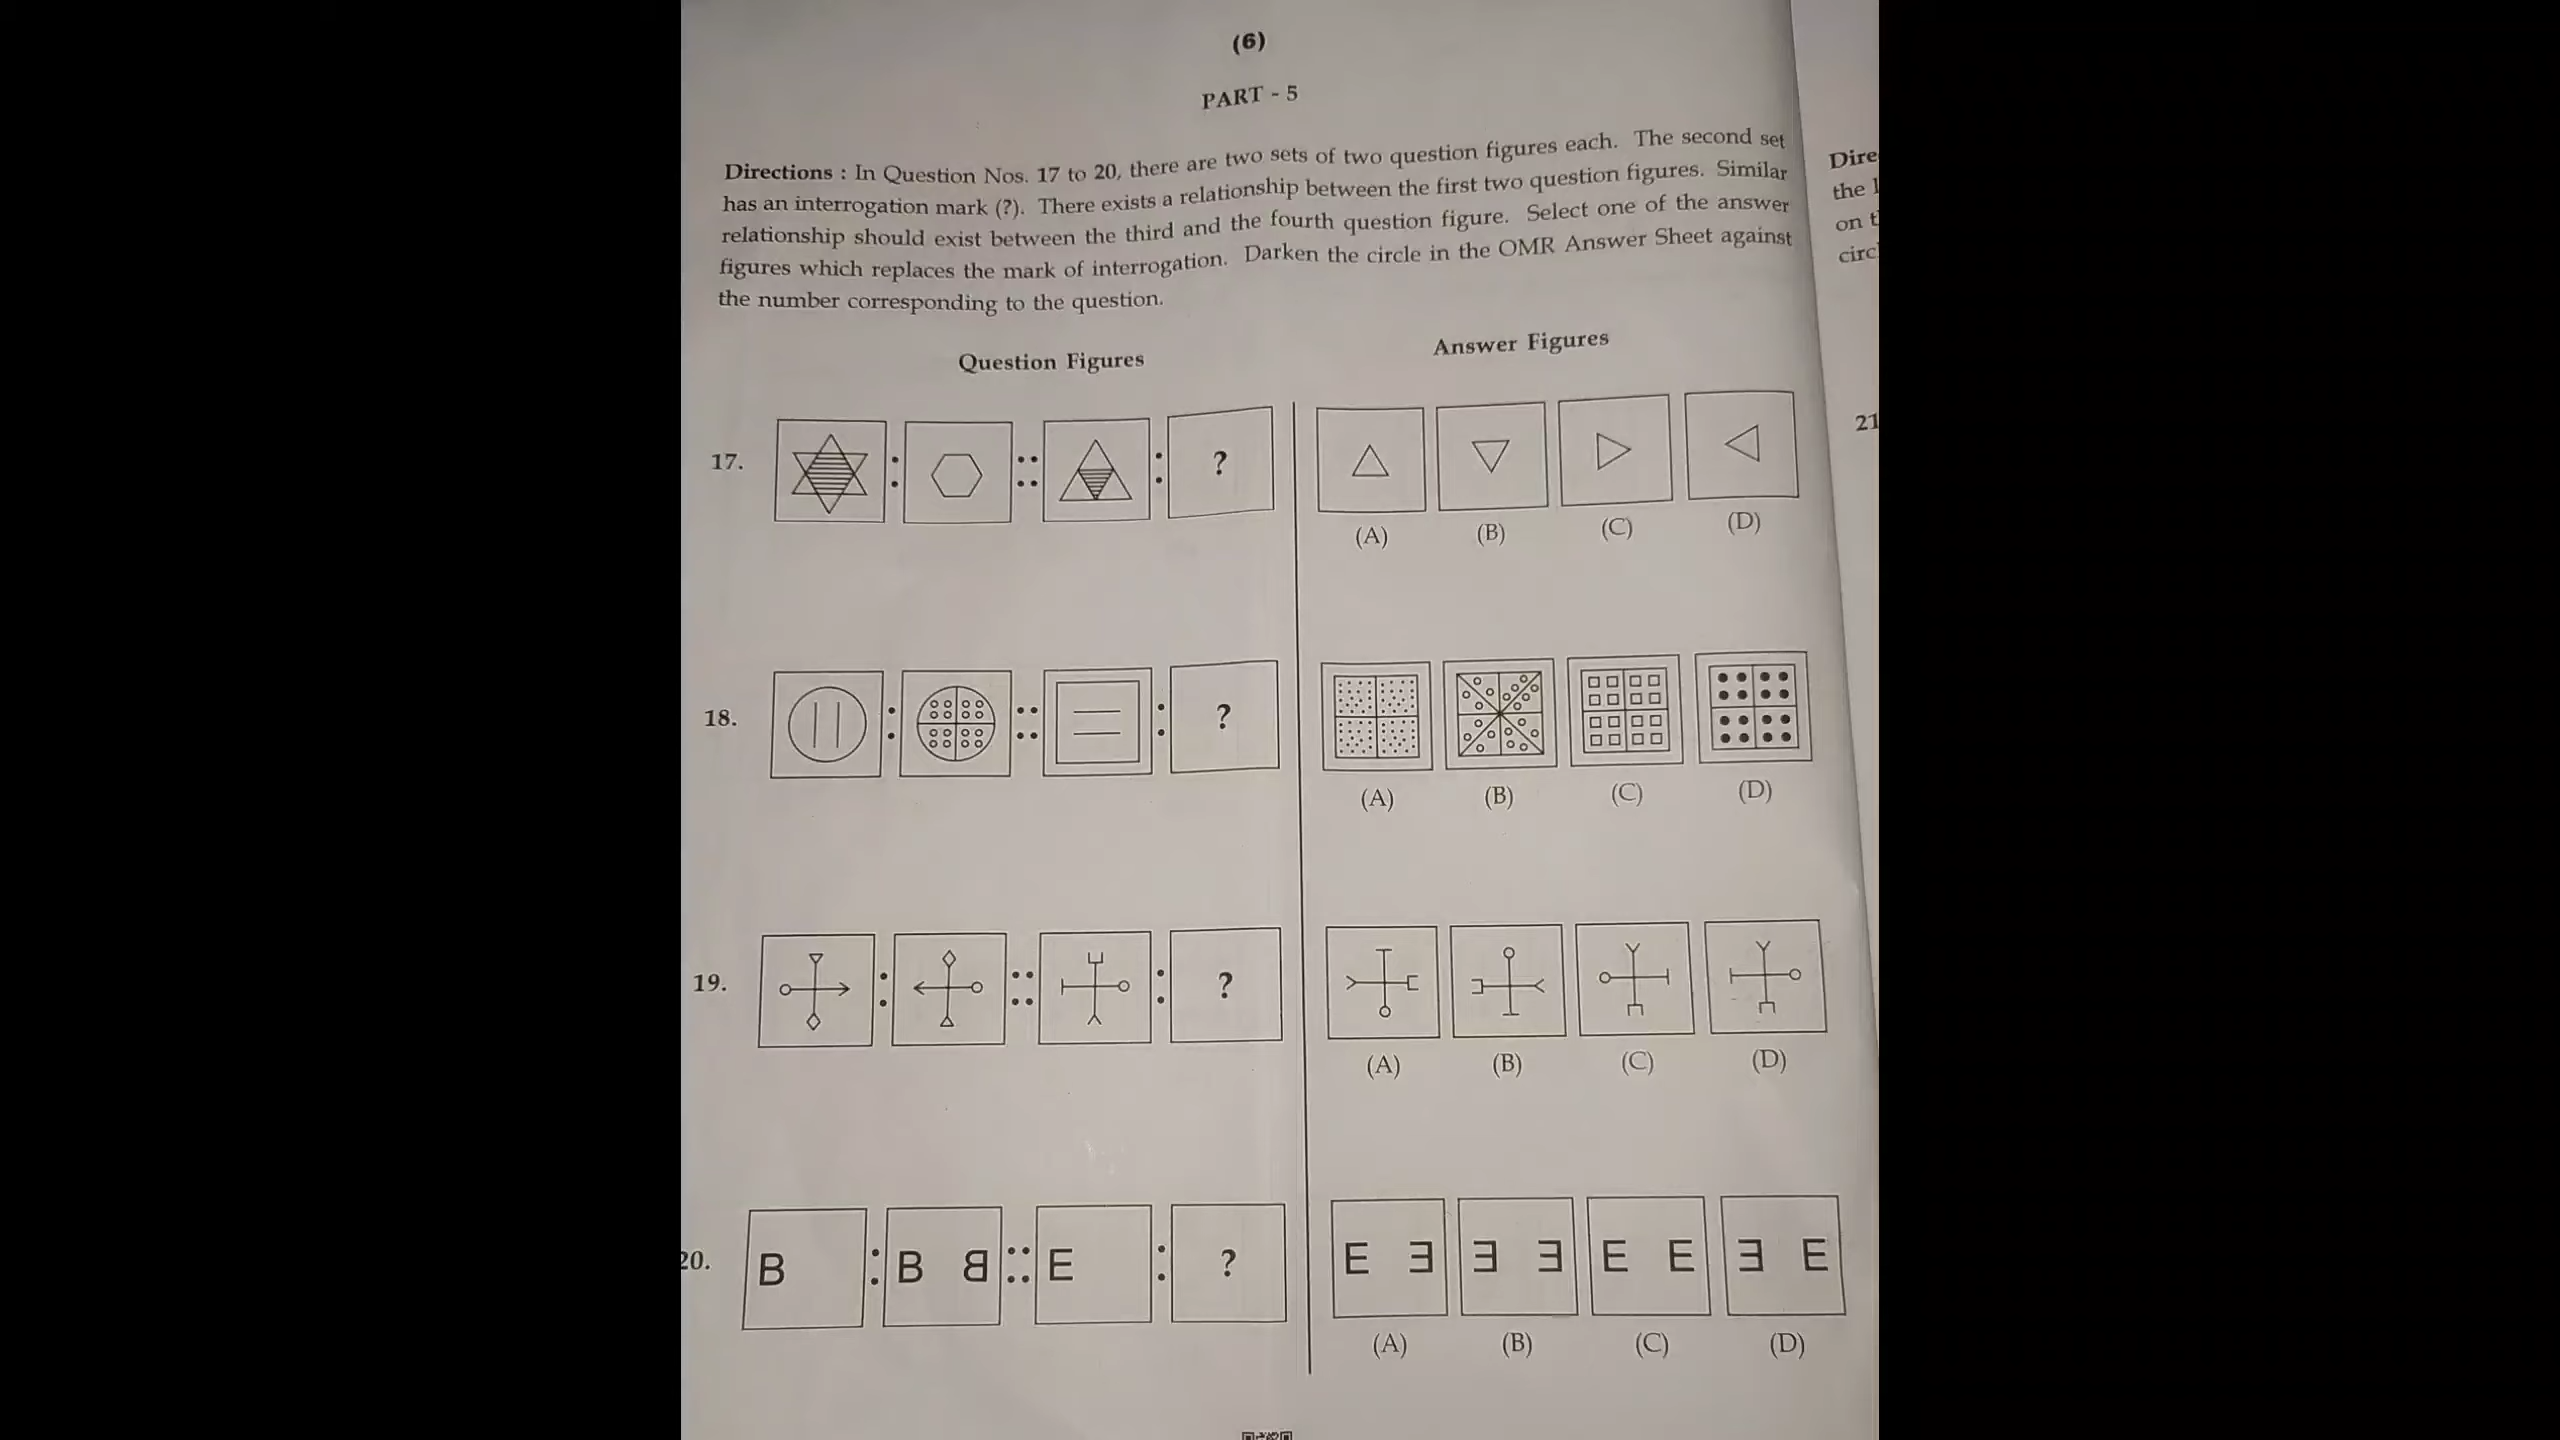 (6)
PART - 5
Directions : In Question Nos. 17 to 20, there are two sets of two question figures each. The second set
has an interrogation mark (?). There exists a relationship between the first two question figures. Similar
relationship should exist between the third and the fourth question figure. Select one of the answer
figures which replaces the mark of interrogation. Darken the circle in the OMR Answer Sheet against
the number corresponding to the question.
Dire
the
on t
circ
Question Figures
Answer Figures
17.
: :: : ?
(A) (B) (C) (D)
21
18.
: :: : ?
(A) (B) (C) (D)
19.
: :: : ?
(A) (B) (C) (D)
20.
B : B ᗺ :: E : ?
E Ǝ Ǝ Ǝ E E Ǝ E
(A) (B) (C) (D)